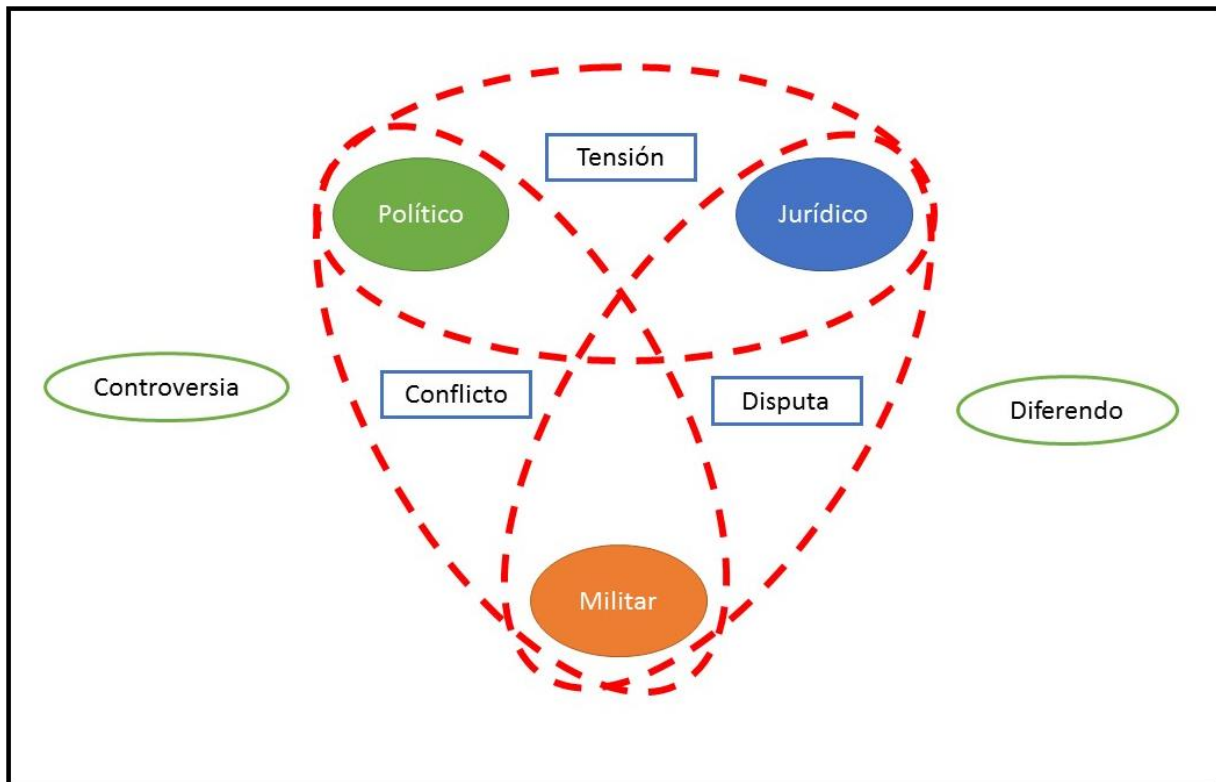 Tensión
Político
Jurídico
Controversia
Conflicto
Disputa
Diferendo
Militar